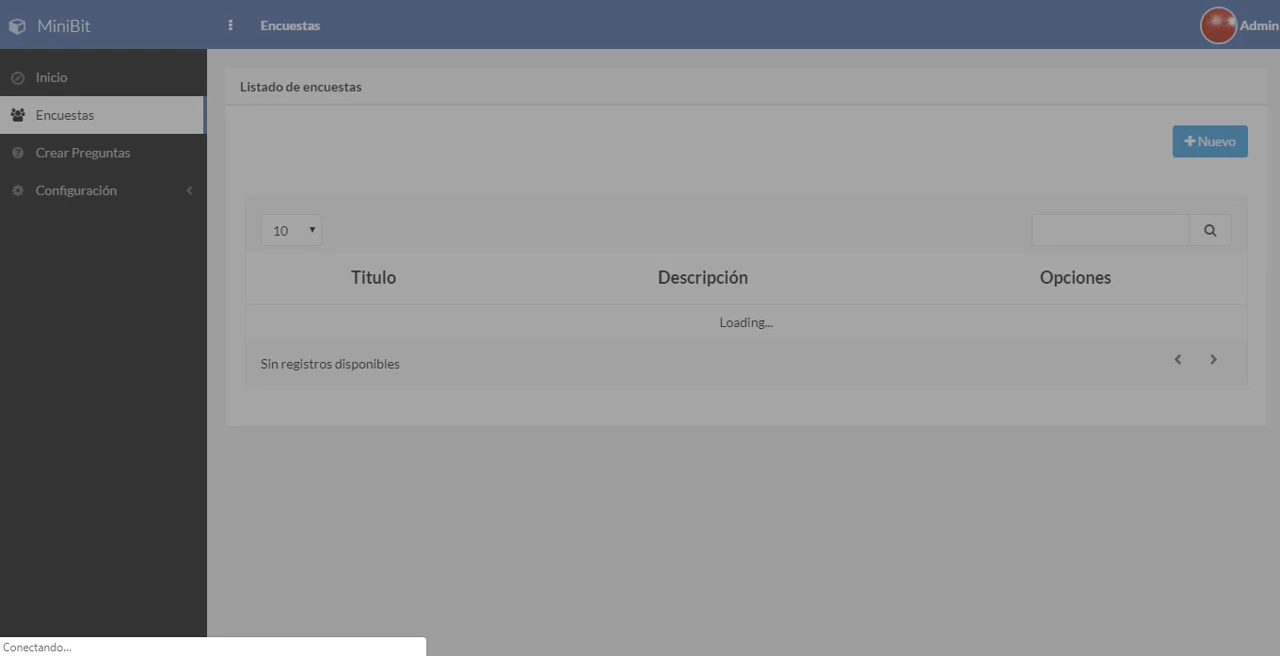 MiniBit
Encuestas
Admin
Inicio
Encuestas
Crear Preguntas
Configuración
Listado de encuestas
Nuevo
10
Titulo Descripción Opciones
Loading...
Sin registros disponibles
Conectando...